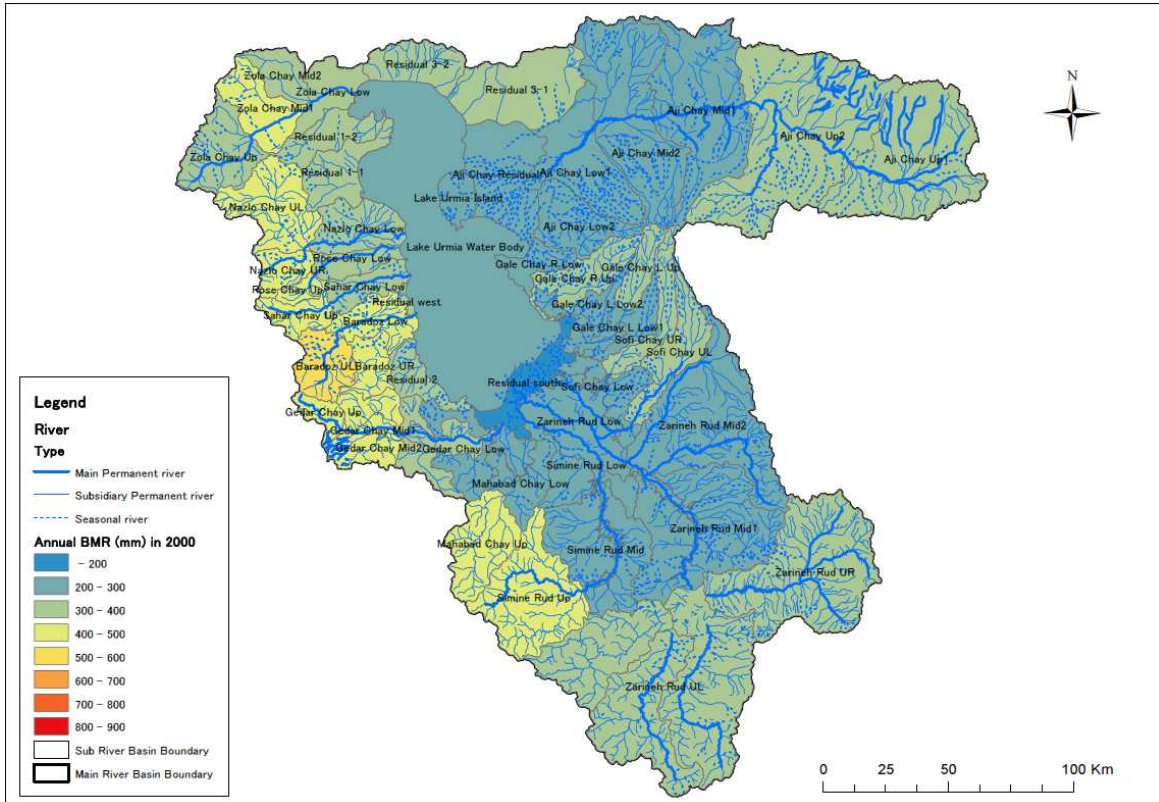 Residual 3-2
Zola Chay Mid2
Zola Chay Low
Residual 3-1
Zola Chay Mid1
Aji Chay Mid1
N
Residual 1-2
Aji Chay Up2
Aji Chay Mid2
Zola Chay Up
Aji Chay Up1
Residual 1-1
Aji Chay Residual
Aji Chay Low1
Lake Urmia Island
Nazlo Chay UL
Nazlo Chay Low
Aji Chay Low2
Lake Urmia Water Body
Rose Chay Low
Gale Chay R Low
Gale Chay L Up
Nazlo Chay UR
Gale Chay R Up
Rose Chay Up
Sahar Chay Low
Residual west
Gale Chay L Low2
Sahar Chay Up
Baradoz Low
Gale Chay L Low1
Sofi Chay UR
Sofi Chay UL
Baradoz UL
Baradoz UR
Residual 2
Residual south
Sofi Chay Low
Gedar Chay Up
Zarineh Rud Low
Gedar Chay Mid1
Zarineh Rud Mid2
Gedar Chay Mid2
Gedar Chay Low
Simine Rud Low
Mahabad Chay Low
Zarineh Rud Mid1
Mahabad Chay Up
Simine Rud Mid
Zarineh Rud UR
Simine Rud Up
Zarineh Rud UL
Legend
River
Type
Main Permanent river
Subsidiary Permanent river
Seasonal river
Annual BMR (mm) in 2000
- 200
200 - 300
300 - 400
400 - 500
500 - 600
600 - 700
700 - 800
800 - 900
Sub River Basin Boundary
Main River Basin Boundary
0 25 50 100 Km